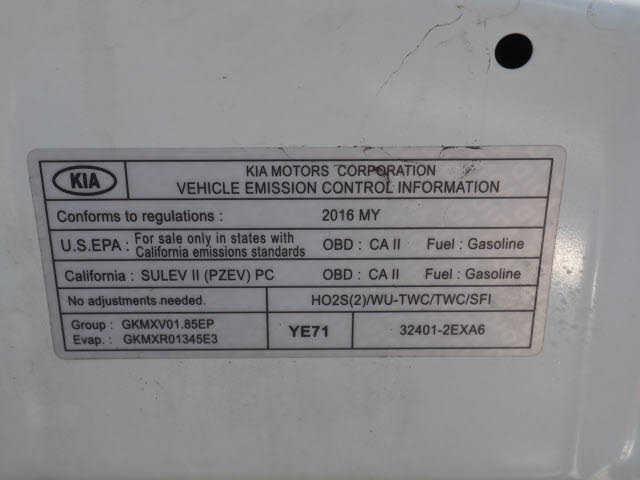 KIA
KIA MOTORS CORPORATION
VEHICLE EMISSION CONTROL INFORMATION
Conforms to regulations : 2016 MY
U.S.EPA : For sale only in states with
California emissions standards
OBD : CA II Fuel : Gasoline
California : SULEV II (PZEV) PC OBD : CA II Fuel : Gasoline
No adjustments needed. HO2S(2)/WU-TWC/TWC/SFI
Group : GKMXV01.85EP
Evap. : GKMXR01345E3
YE71 32401-2EXA6